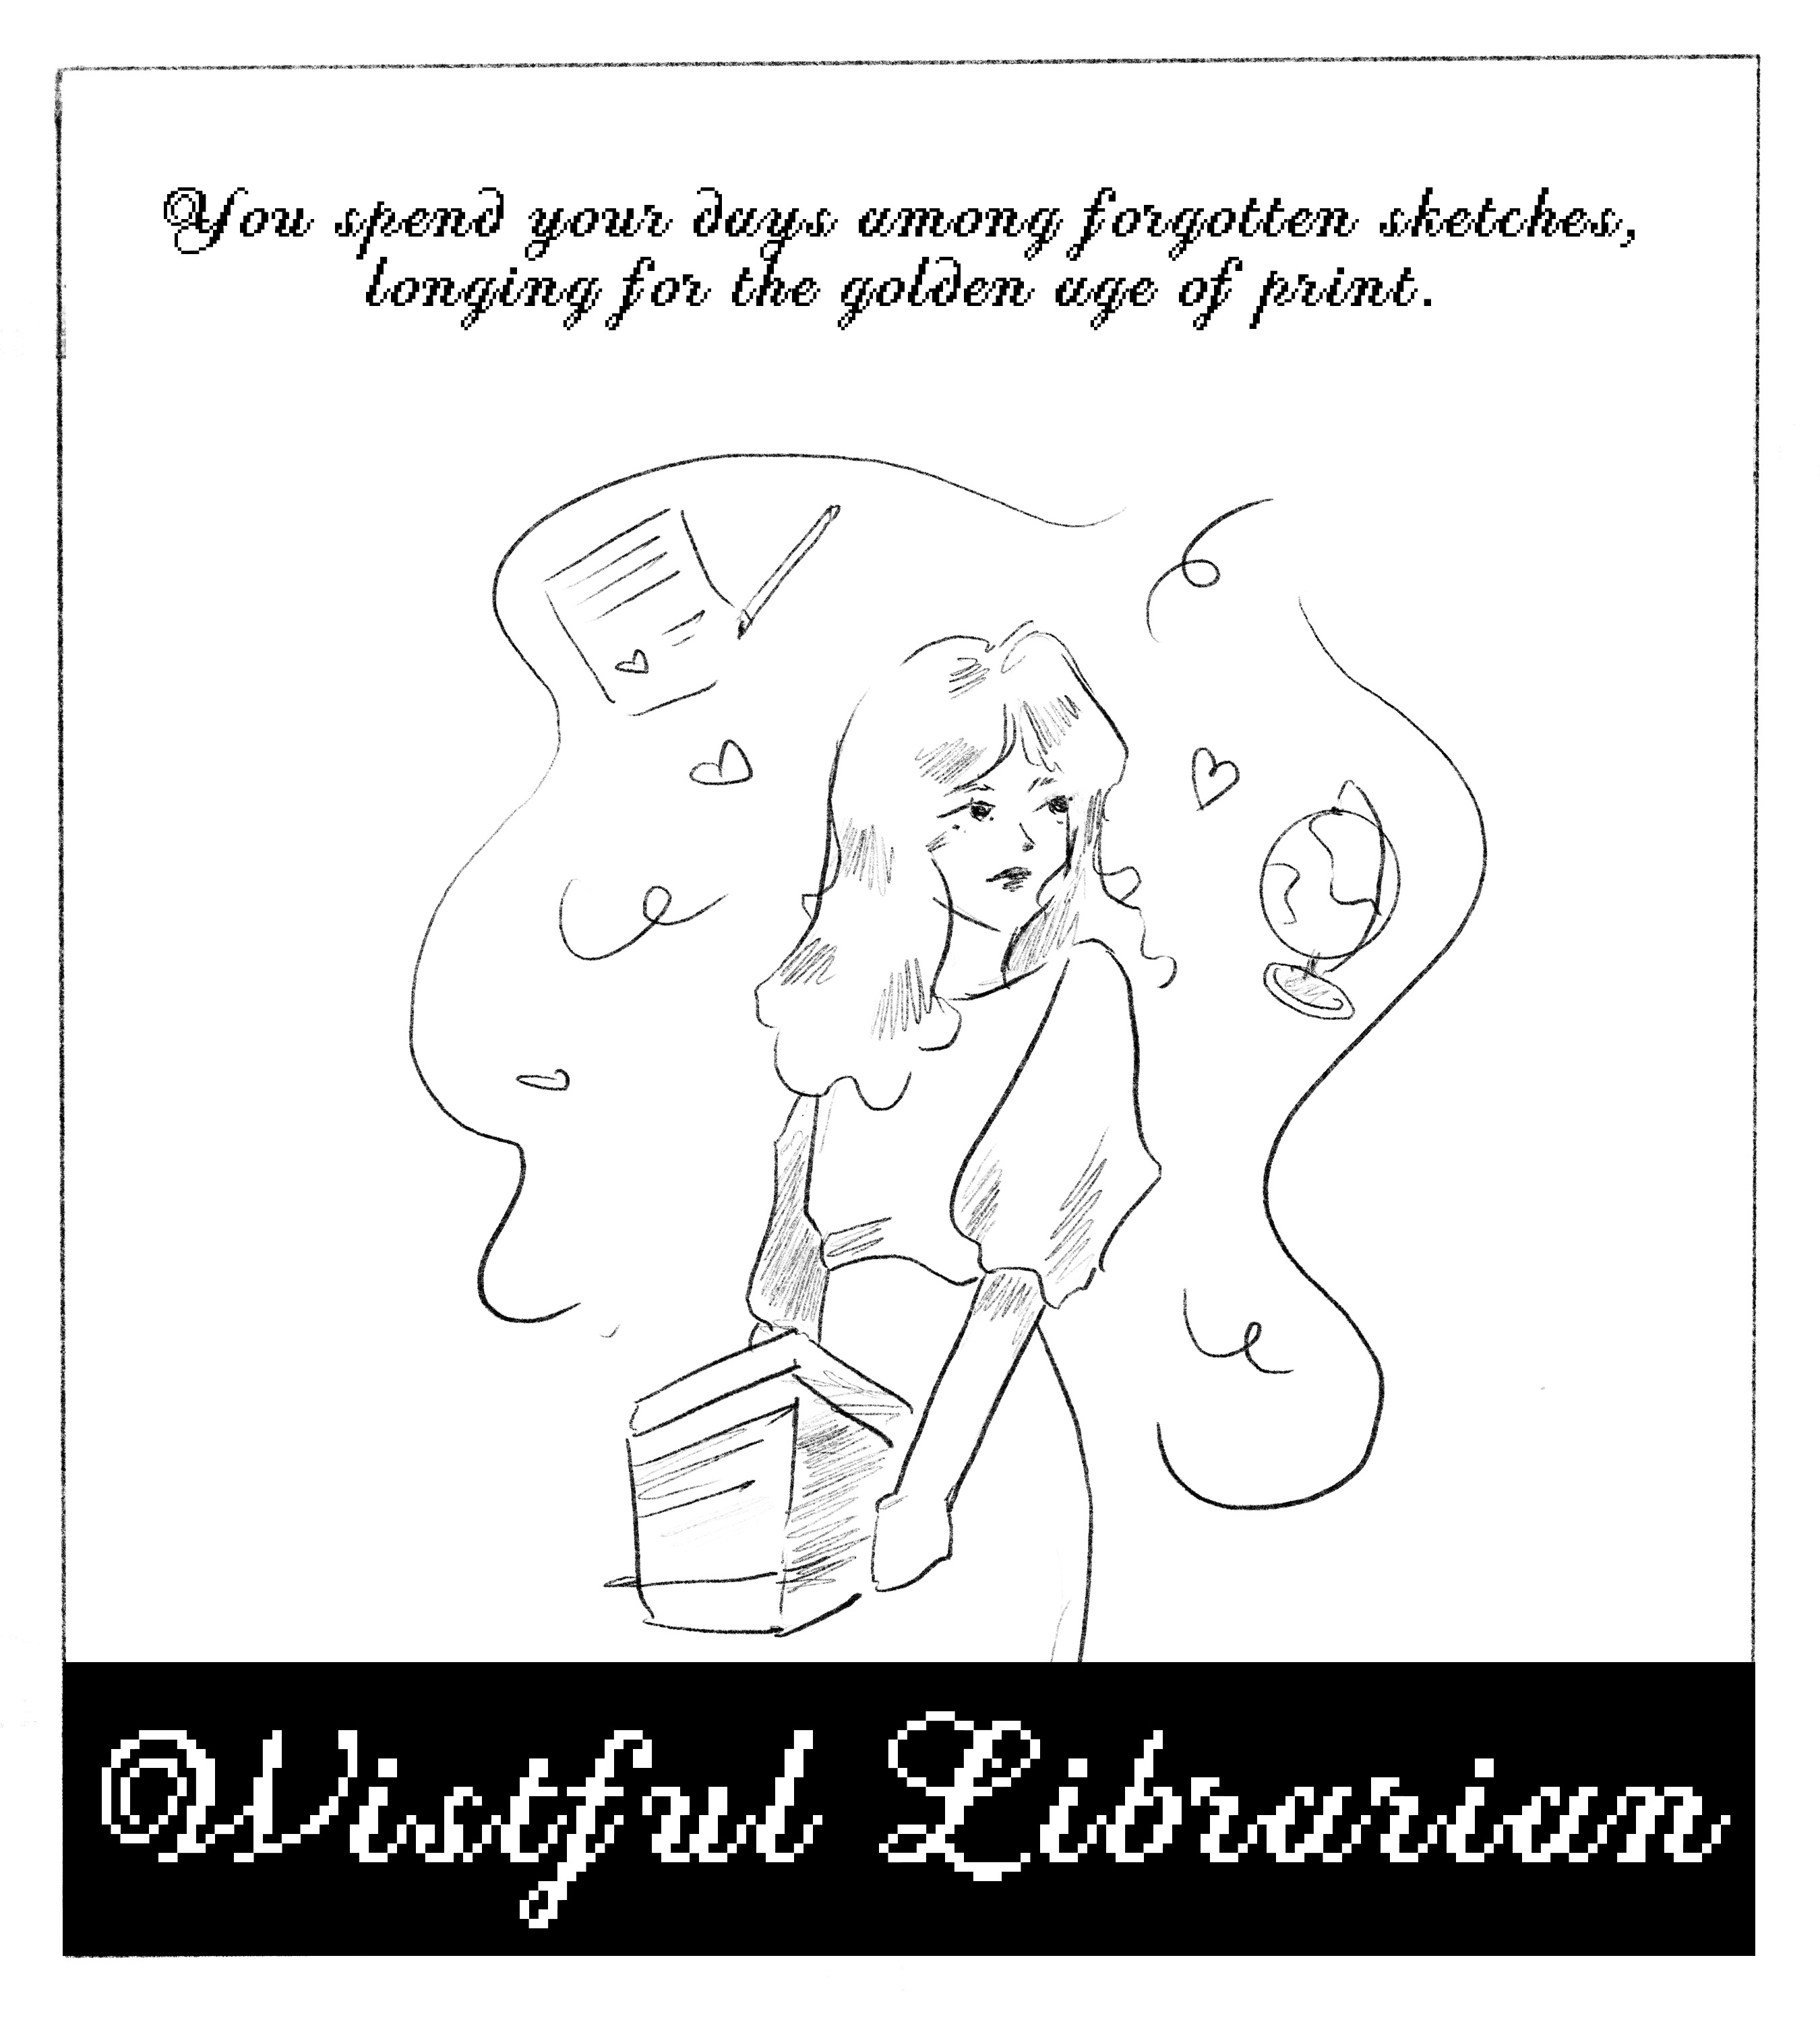 You spend your days among forgotten sketches,
longing for the golden age of print.
Wistful Librarian